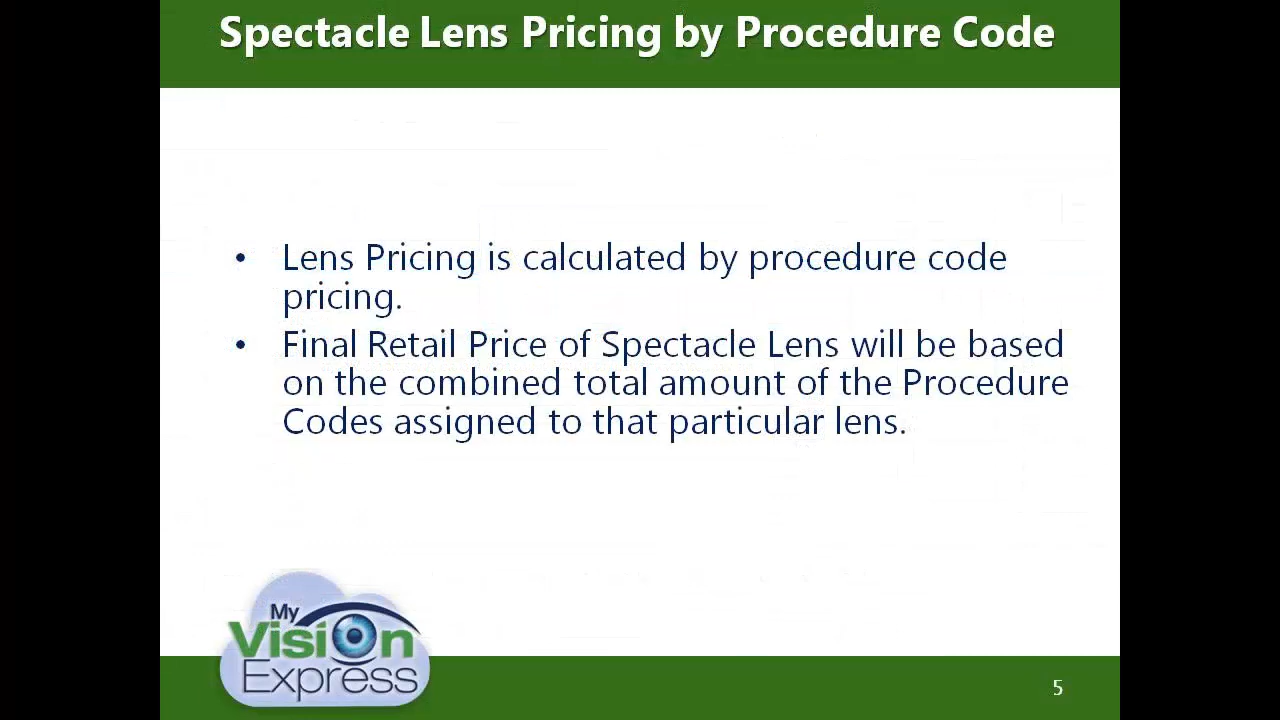 Spectacle Lens Pricing by Procedure Code
• Lens Pricing is calculated by procedure code
pricing.
• Final Retail Price of Spectacle Lens will be based
on the combined total amount of the Procedure
Codes assigned to that particular lens.
My
Vision
Express
5